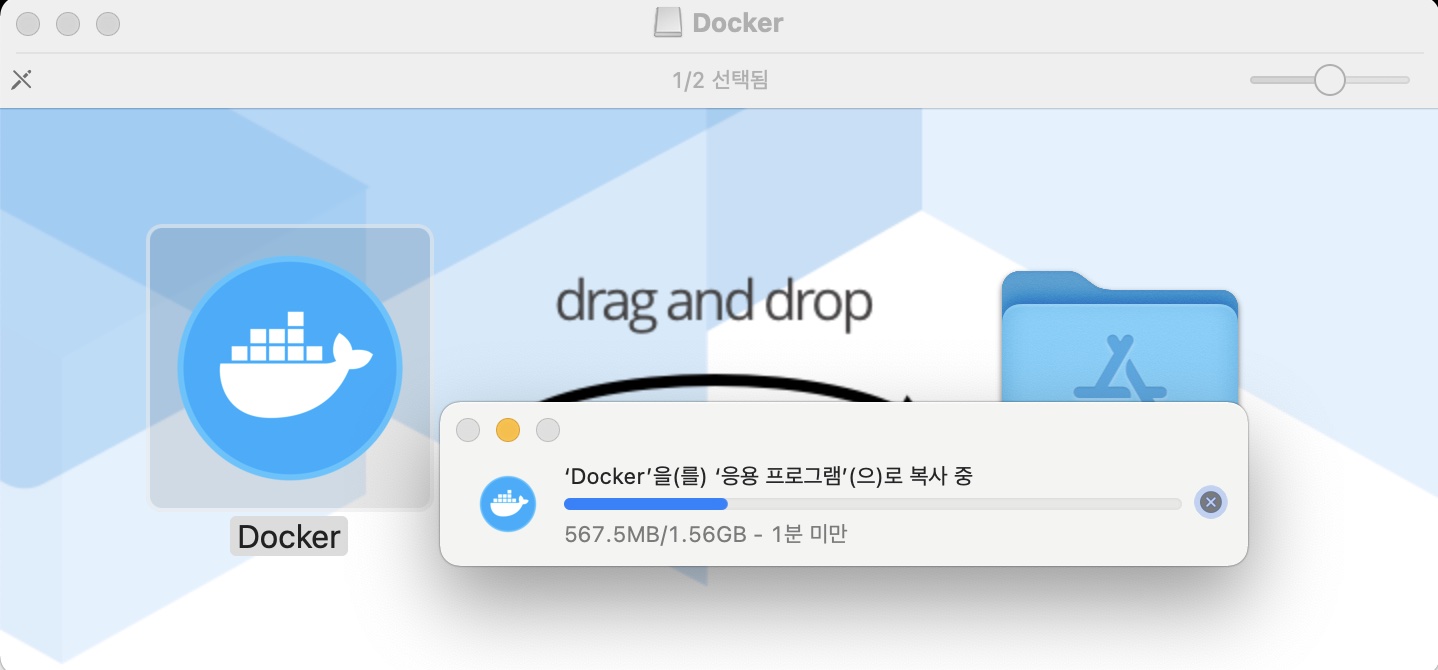 Docker
1/2 선택됨
drag and drop
‘Docker’을(를) ‘응용 프로그램’(으)로 복사 중
567.5MB/1.56GB - 1분 미만
Docker